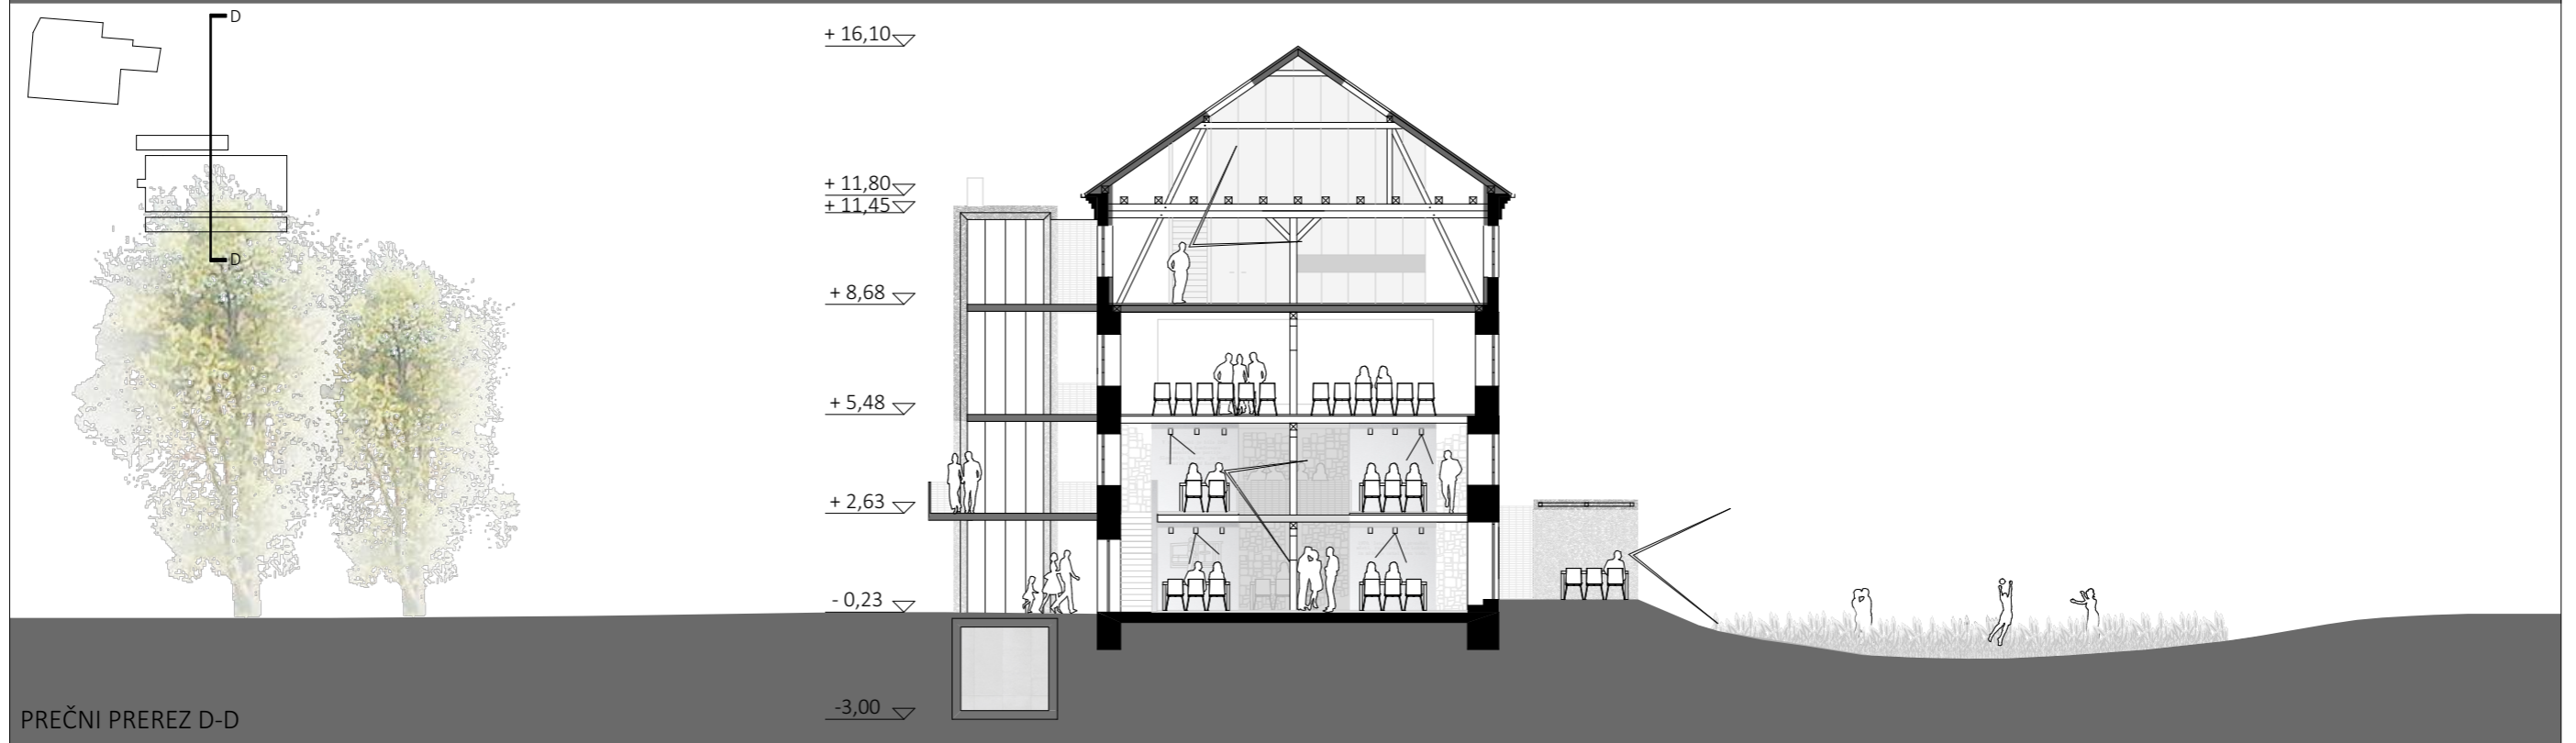 D
D
+ 16,10
+ 11,80
+ 11,45
+ 8,68
+ 5,48
+ 2,63
- 0,23
-3,00
PREČNI PREREZ D-D